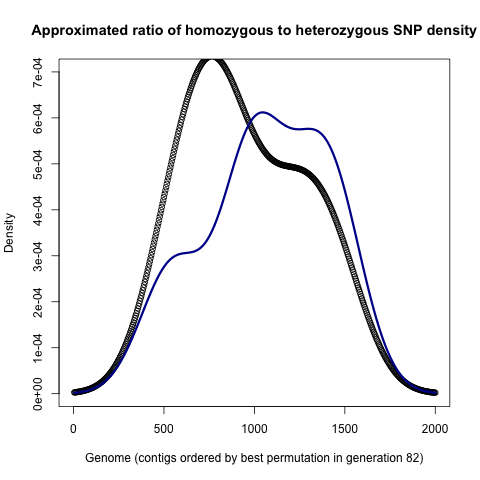 Approximated ratio of homozygous to heterozygous SNP density
7e-04
6e-04
5e-04
4e-04
3e-04
2e-04
1e-04
0e+00
Density
0 500 1000 1500 2000
Genome (contigs ordered by best permutation in generation 82)